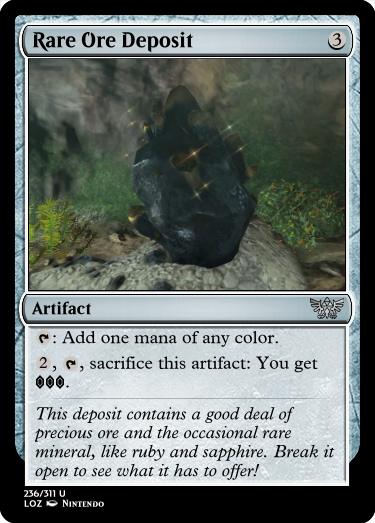 Rare Ore Deposit 3
Artifact
: Add one mana of any color.
2, , sacrifice this artifact: You get
.
This deposit contains a good deal of
precious ore and the occasional rare
mineral, like ruby and sapphire. Break it
open to see what it has to offer!
236/311 U
LOZ Nintendo